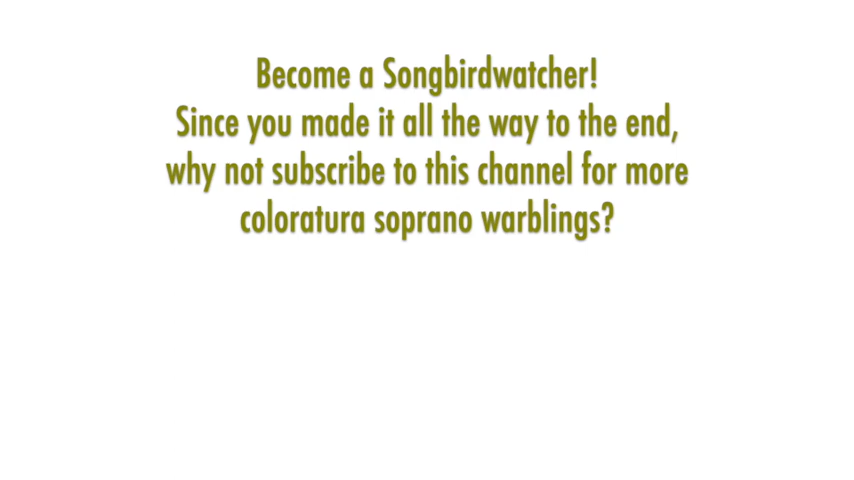 Become a Songbirdwatcher!
Since you made it all the way to the end,
why not subscribe to this channel for more
coloratura soprano warblings?